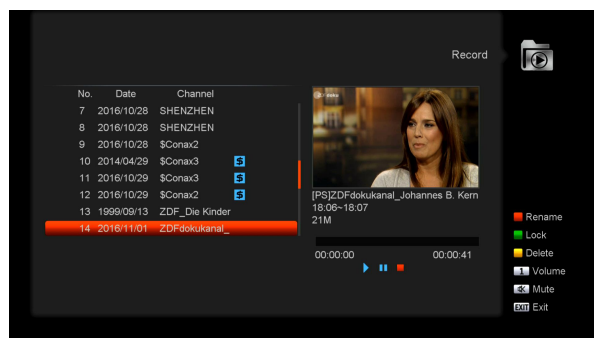 Record
No. Date Channel
7 2016/10/28 SHENZHEN
8 2016/10/28 SHENZHEN
9 2016/10/28 $Conax2
10 2014/04/29 $Conax3 $
11 2016/10/29 $Conax3 $
12 2016/10/29 $Conax2 $
13 1999/09/13 ZDF_Die Kinder
14 2016/11/01 ZDFdokukanal_
[PS]ZDFdokukanal_Johannes B. Kern
18:06~18:07
21M
00:00:00 00:00:41
Rename
Lock
Delete
1 Volume
Mute
EXIT Exit